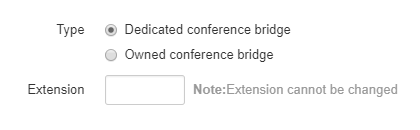 Type Dedicated conference bridge
Owned conference bridge
Extension Note:Extension cannot be changed